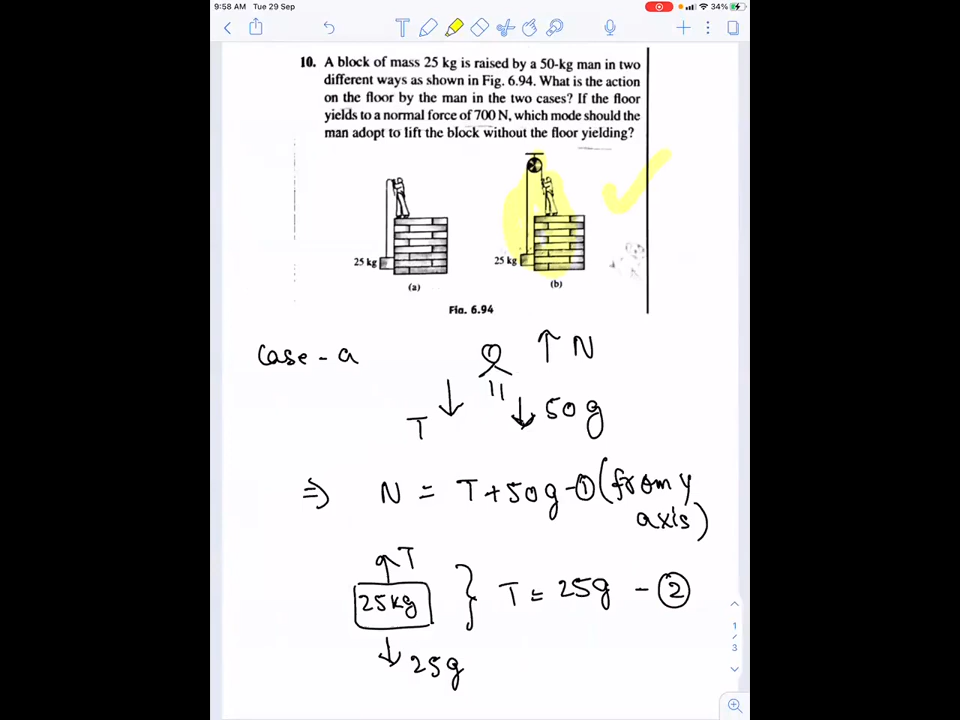 9:58 AM Tue 29 Sep
34%
10. A block of mass 25 kg is raised by a 50-kg man in two
different ways as shown in Fig. 6.94. What is the action
on the floor by the man in the two cases? If the floor
yields to a normal force of 700 N, which mode should the
man adopt to lift the block without the floor yielding?
25 kg
25 kg
(a)
(b)
Fig. 6.94
Case - a
↑ N
T ↓ ↓ 50g
⇒ N = T + 50g - ① (from y
axis)
T
25kg } T = 25g - ②
↓ 25g
1
/
3